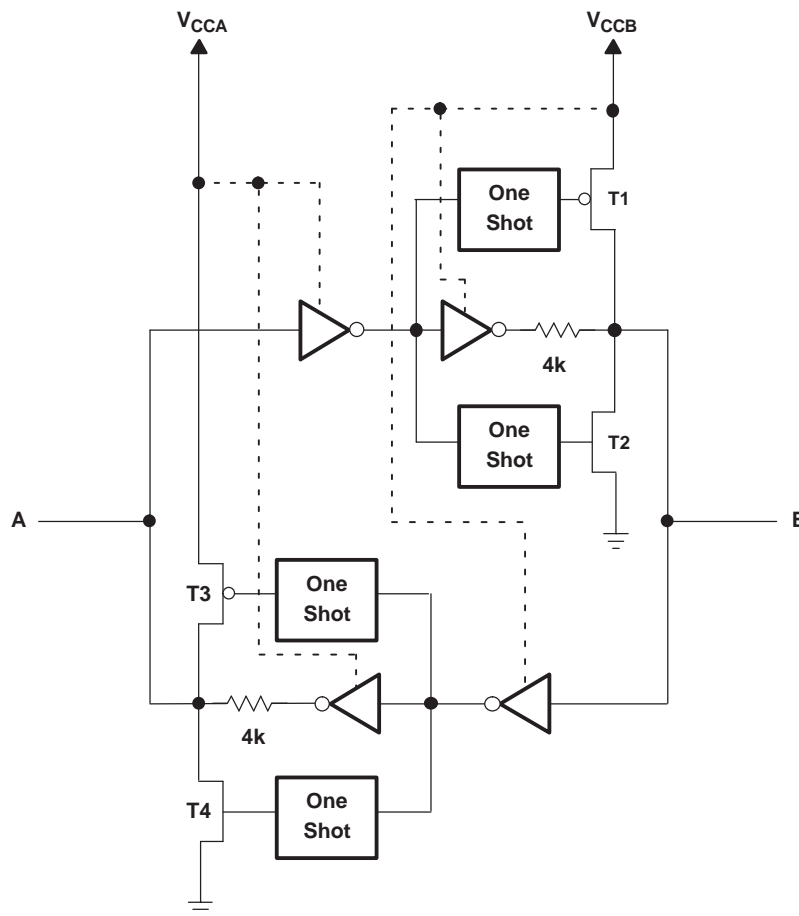 VCCA
VCCB
One
Shot
T1
4k
One
Shot
T2
A
B
T3
One
Shot
4k
T4
One
Shot